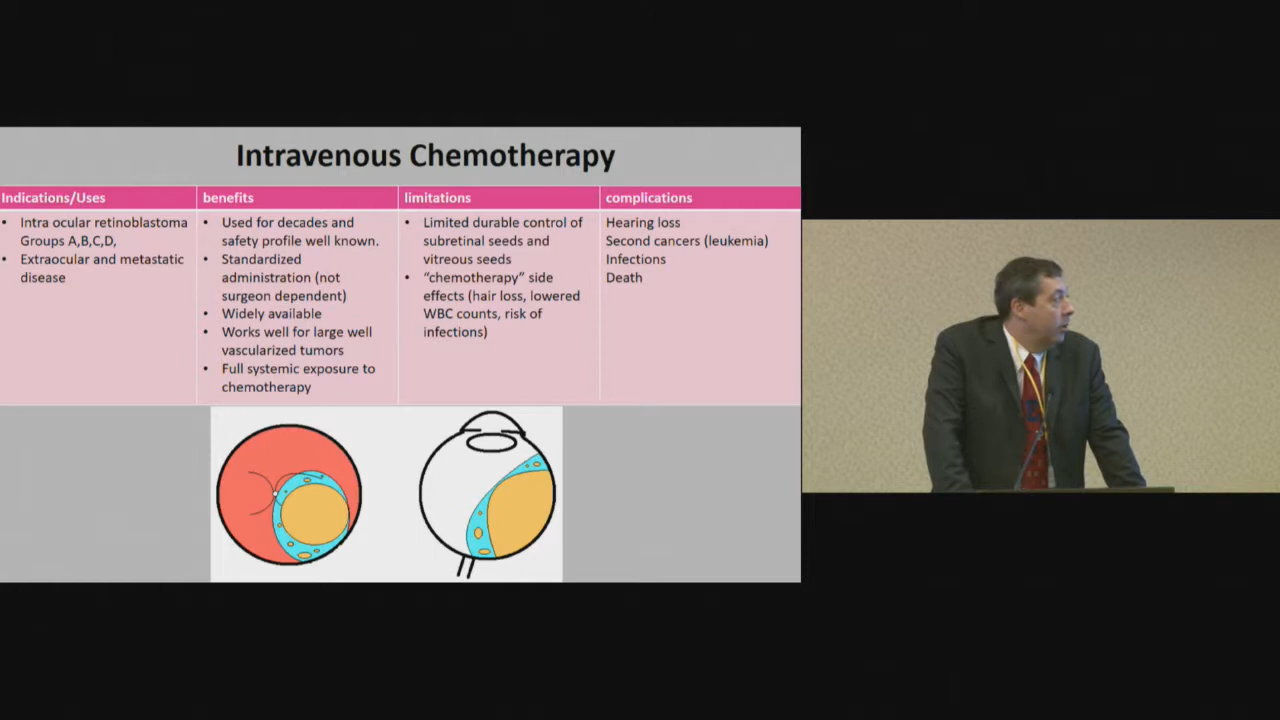 Intravenous Chemotherapy
Indications/Uses
• Intra ocular retinoblastoma
Groups A,B,C,D,
• Extraocular and metastatic
disease
benefits
• Used for decades and
safety profile well known.
• Standardized
administration (not
surgeon dependent)
• Widely available
• Works well for large well
vascularized tumors
• Full systemic exposure to
chemotherapy
limitations
• Limited durable control of
subretinal seeds and
vitreous seeds
• “chemotherapy” side
effects (hair loss, lowered
WBC counts, risk of
infections)
complications
Hearing loss
Second cancers (leukemia)
Infections
Death